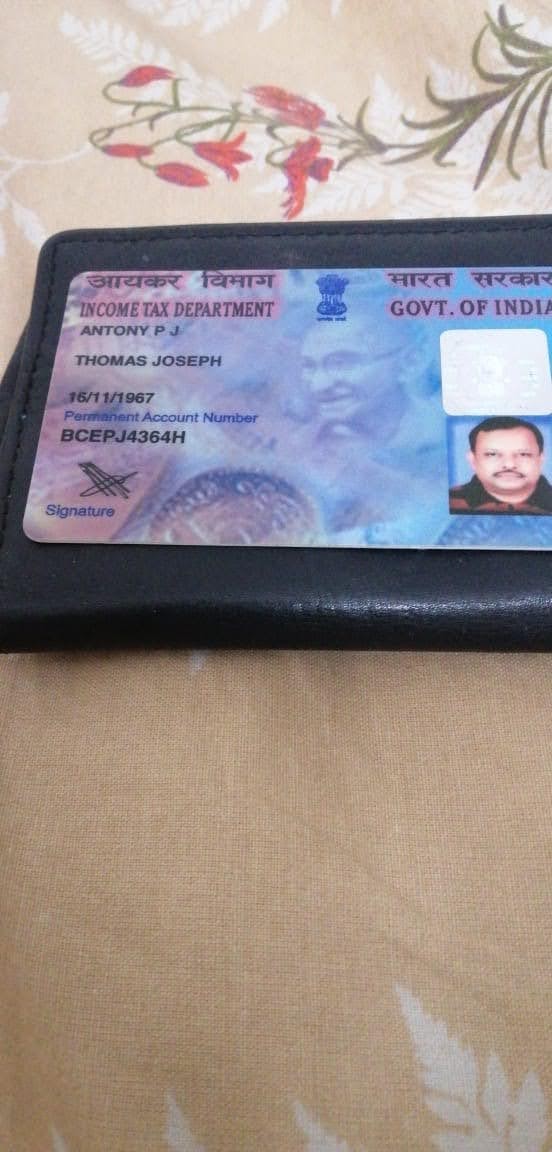 आयकर विभाग
INCOME TAX DEPARTMENT
भारत सरकार
GOVT. OF INDIA
ANTONY P J
THOMAS JOSEPH
16/11/1967
Permanent Account Number
BCEPJ4364H
Signature